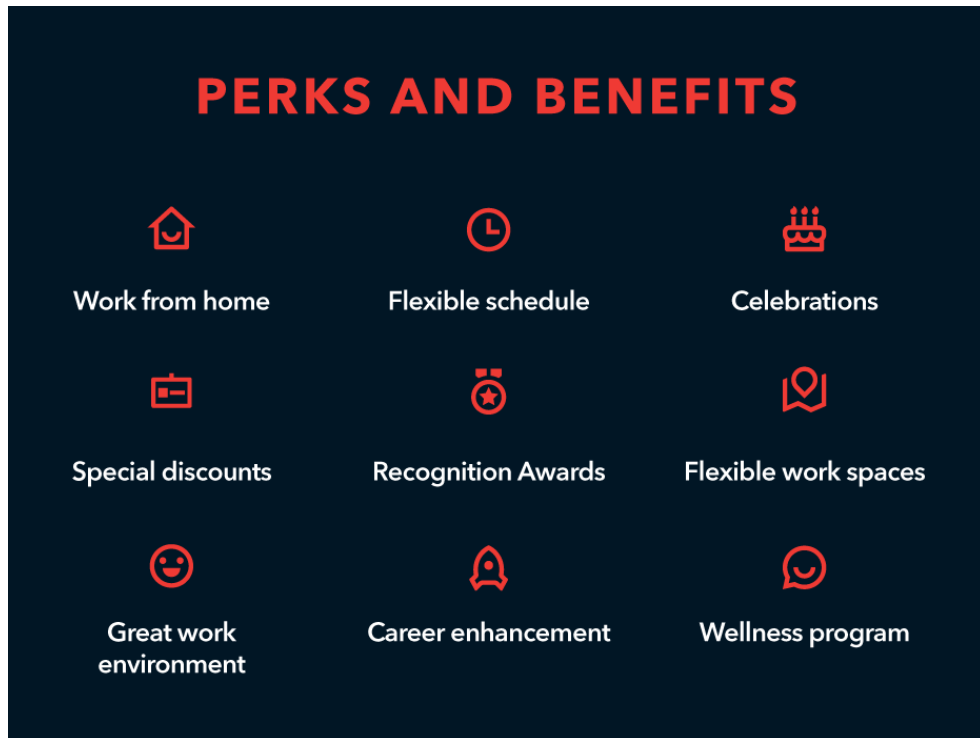 PERKS AND BENEFITS
Work from home
Flexible schedule
Celebrations
Special discounts
Recognition Awards
Flexible work spaces
Great work
environment
Career enhancement
Wellness program